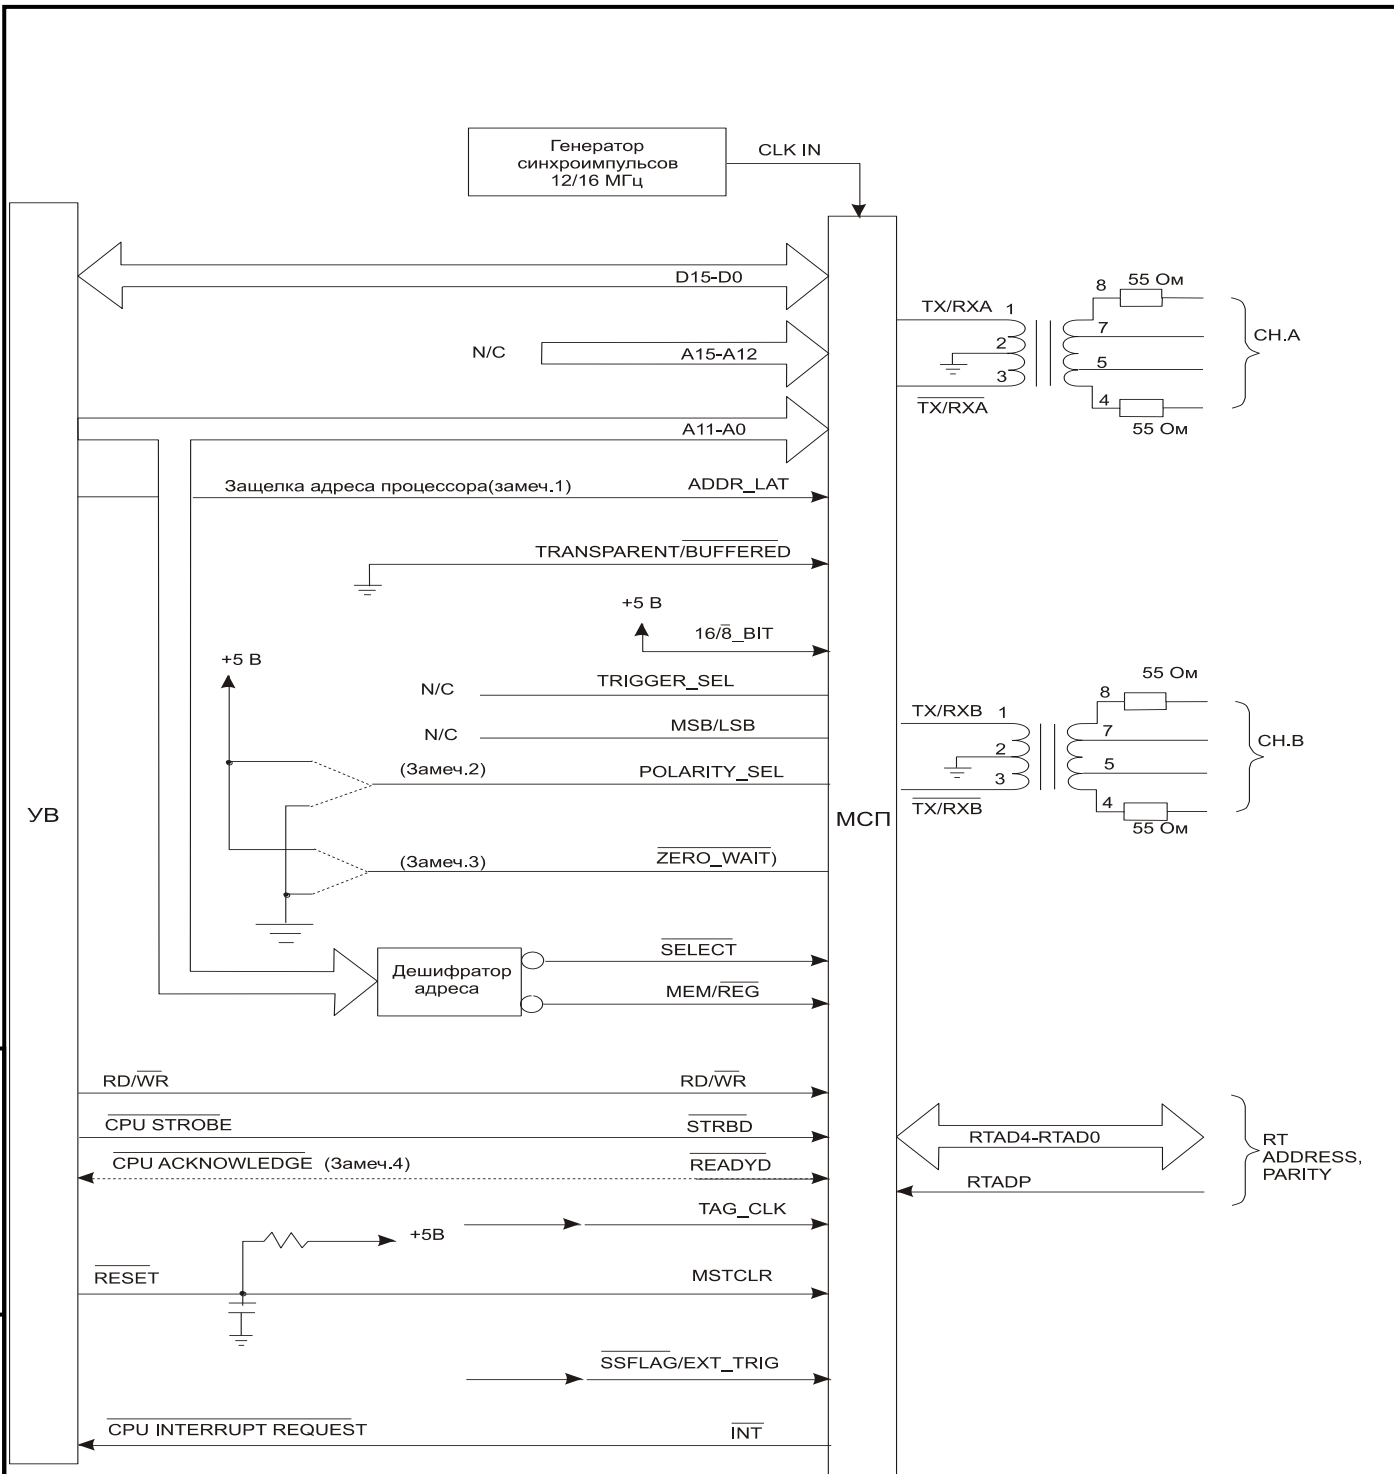 Генератор
синхроимпульсов
12/16 МГц
CLK IN
D15-D0
N/C
A15-A12
A11-A0
Защелка адреса процессора(замеч.1)
ADDR_LAT
TRANSPARENT/BUFFERED
+5 В
16/8_BIT
+5 В
N/C
TRIGGER_SEL
N/C
MSB/LSB
(Замеч.2)
POLARITY_SEL
(Замеч.3)
ZERO_WAIT)
УВ
МСП
Дешифратор
адреса
SELECT
MEM/REG
RD/WR
RD/WR
CPU STROBE
STRBD
CPU ACKNOWLEDGE (Замеч.4)
READYD
TAG_CLK
+5В
RESET
MSTCLR
SSFLAG/EXT_TRIG
CPU INTERRUPT REQUEST
INT
TX/RXA
1
2
3
TX/RXA
8
55 Ом
7
5
4
55 Ом
CH.A
TX/RXB
1
2
3
TX/RXB
8
55 Ом
7
5
4
55 Ом
CH.B
RTAD4-RTAD0
RTADP
RT
ADDRESS,
PARITY